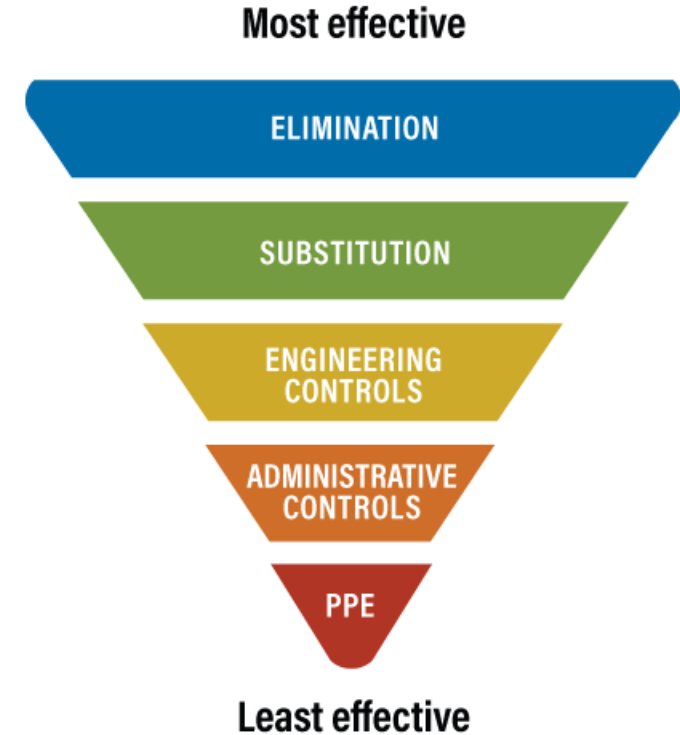 Most effective
ELIMINATION
SUBSTITUTION
ENGINEERING
CONTROLS
ADMINISTRATIVE
CONTROLS
PPE
Least effective